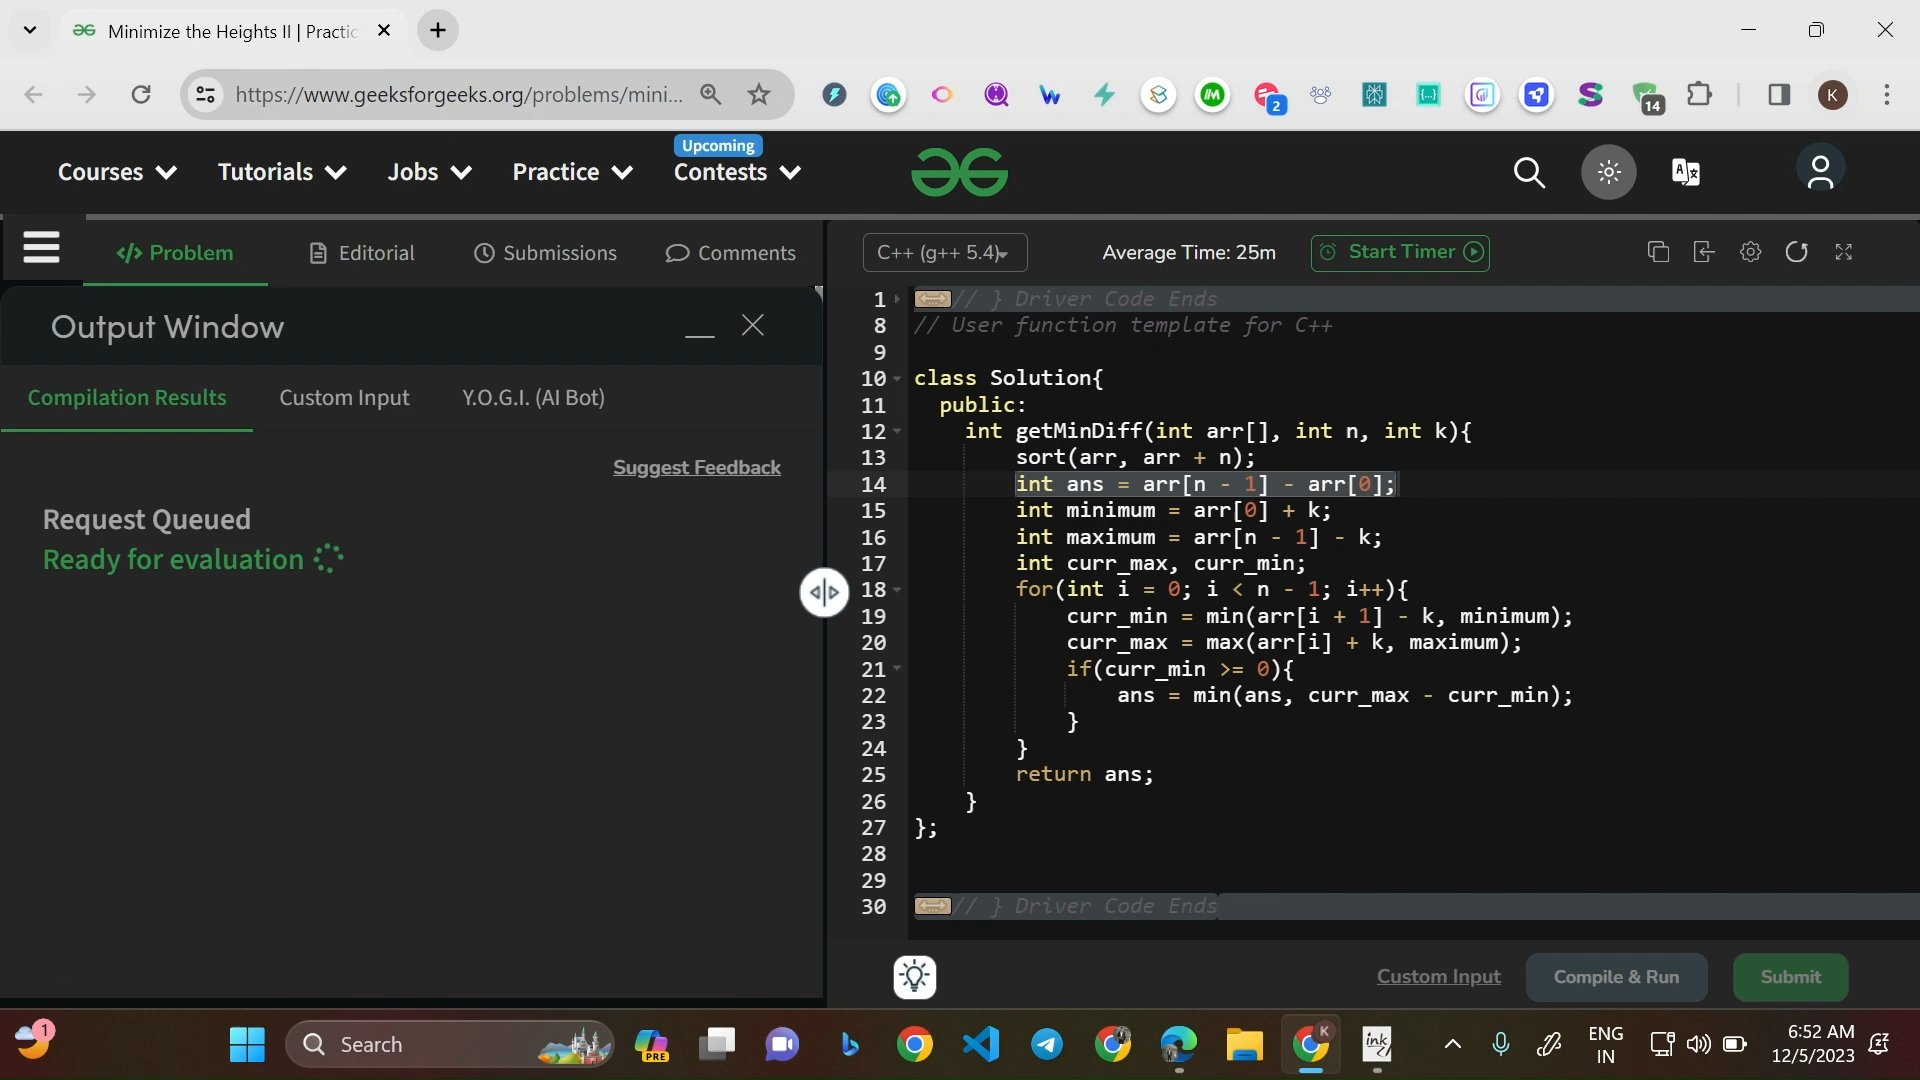 Minimize the Heights II | Practic
https://www.geeksforgeeks.org/problems/mini...
2
14
K
Courses
Tutorials
Jobs
Practice
Upcoming
Contests
Problem
Editorial
Submissions
Comments
C++ (g++ 5.4)
Average Time: 25m
Start Timer
Output Window
Compilation Results
Custom Input
Y.O.G.I. (AI Bot)
Suggest Feedback
Request Queued
Ready for evaluation
1 // } Driver Code Ends
8 // User function template for C++
9
10 class Solution{
11 public:
12 int getMinDiff(int arr[], int n, int k){
13 sort(arr, arr + n);
14 int ans = arr[n - 1] - arr[0];
15 int minimum = arr[0] + k;
16 int maximum = arr[n - 1] - k;
17 int curr_max, curr_min;
18 for(int i = 0; i < n - 1; i++){
19 curr_min = min(arr[i + 1] - k, minimum);
20 curr_max = max(arr[i] + k, maximum);
21 if(curr_min >= 0){
22 ans = min(ans, curr_max - curr_min);
23 }
24 }
25 return ans;
26 }
27 };
28
29
30 // } Driver Code Ends
Custom Input
Compile & Run
Submit
1
Search
PRE
K
ink
ENG
IN
6:52 AM
12/5/2023